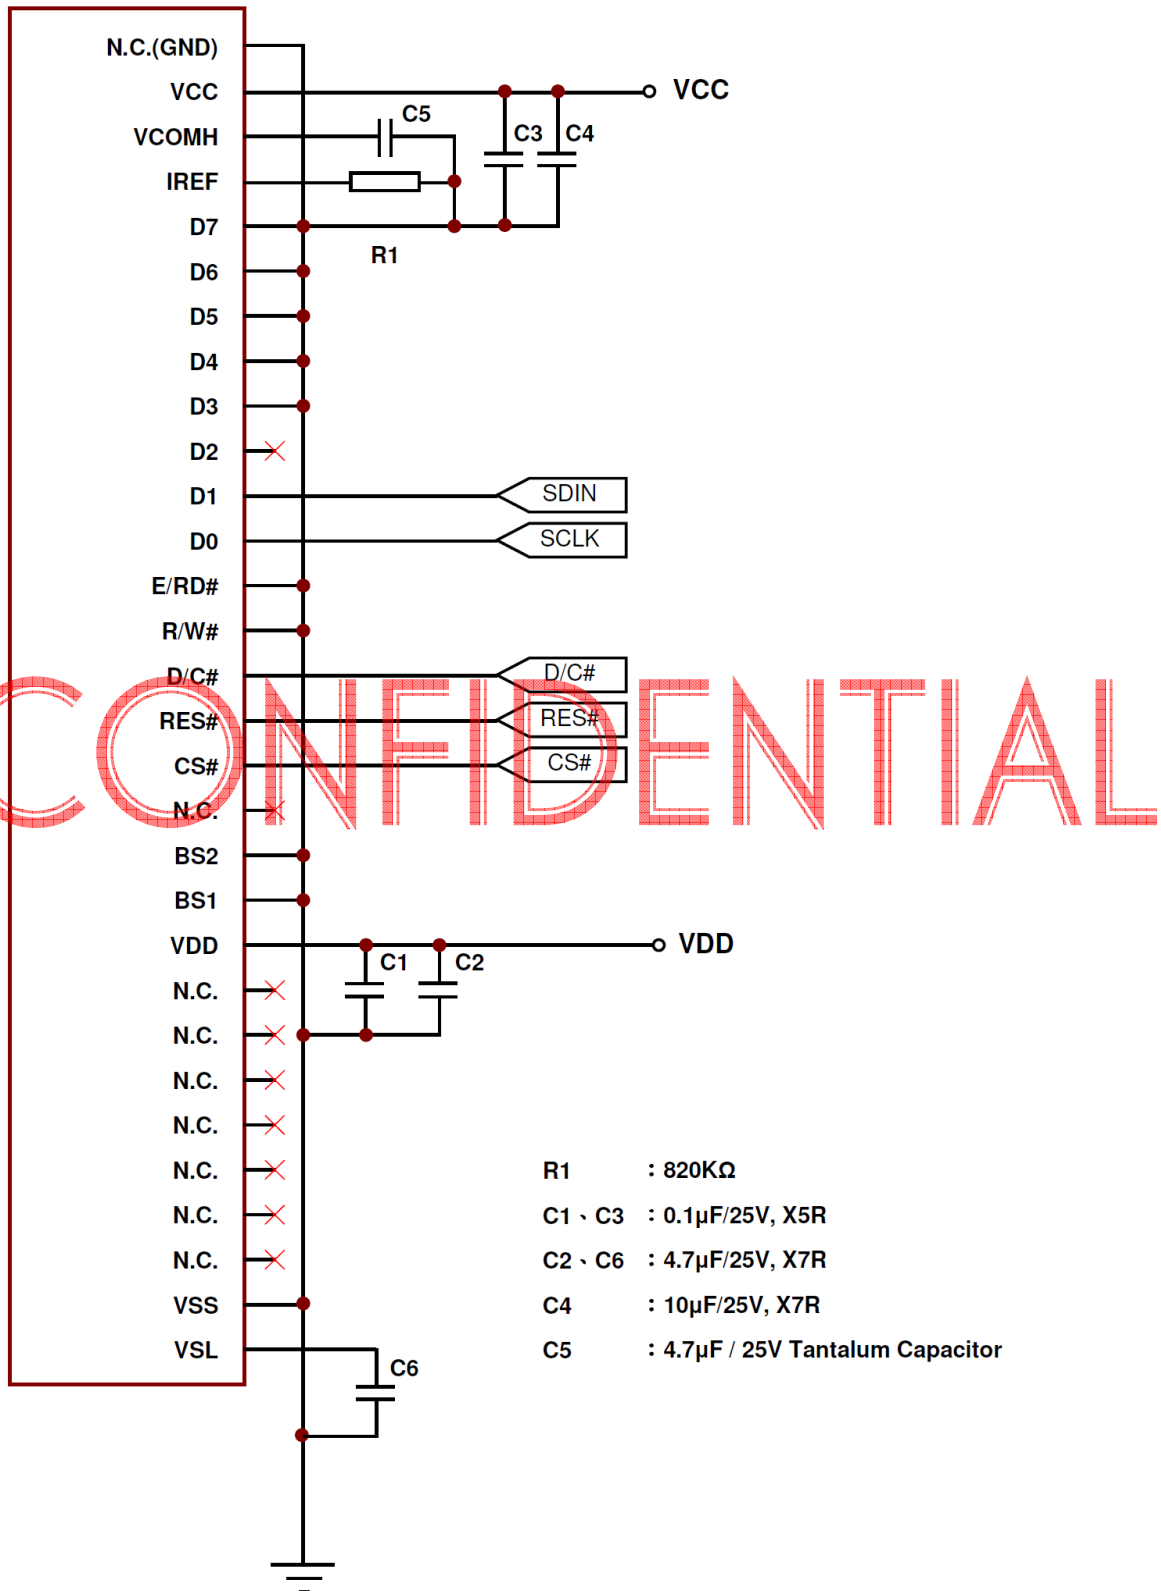 N.C.(GND)
VCC VCC
C5
VCOMH C3 C4
IREF
D7
R1
D6
D5
D4
D3
D2
D1 SDIN
D0 SCLK
E/RD#
R/W#
D/C# D/C#
RES# RES#
CONFIDENTIAL
CS# CS#
N.C.
BS2
BS1
VDD VDD
C1 C2
N.C.
N.C.
N.C.
N.C.
N.C. R1 : 820KΩ
N.C. C1、C3 : 0.1µF/25V, X5R
N.C. C2、C6 : 4.7µF/25V, X7R
VSS C4 : 10µF/25V, X7R
VSL C5 : 4.7µF / 25V Tantalum Capacitor
C6